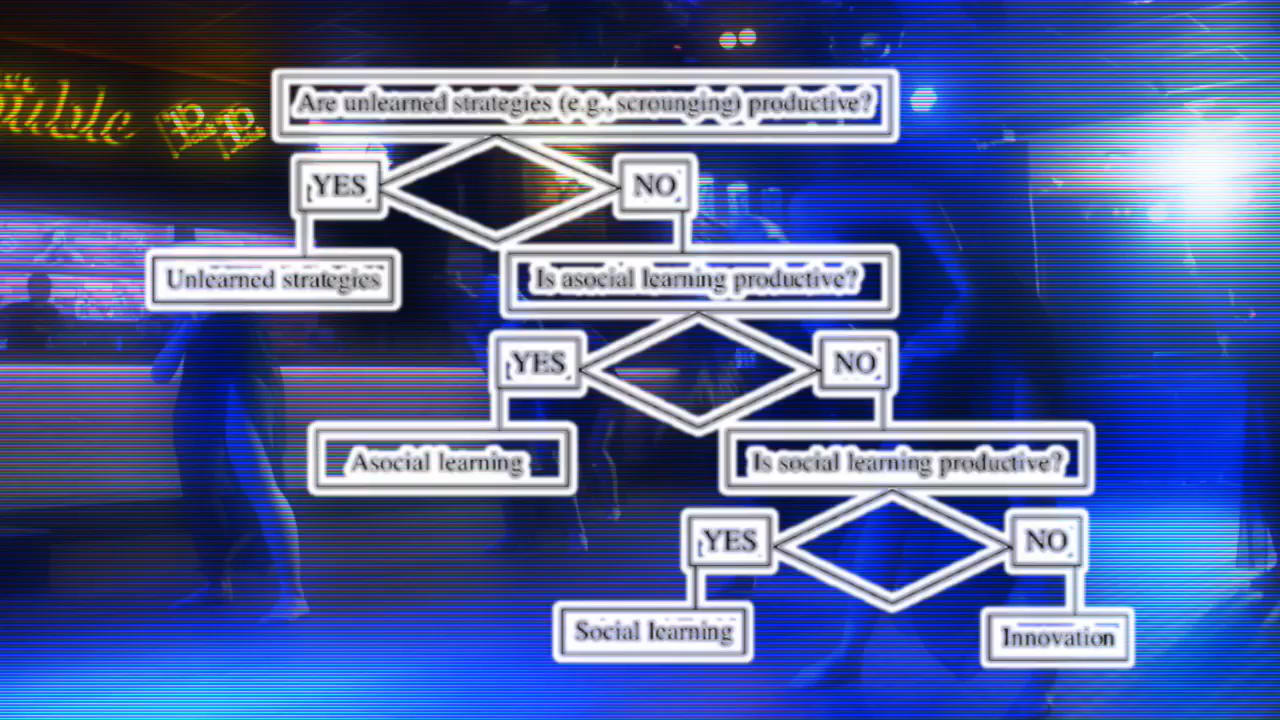 Are unlearned strategies (e.g., scrounging) productive?
YES
NO
Unlearned strategies
Is asocial learning productive?
YES
NO
Asocial learning
Is social learning productive?
YES
NO
Social learning
Innovation